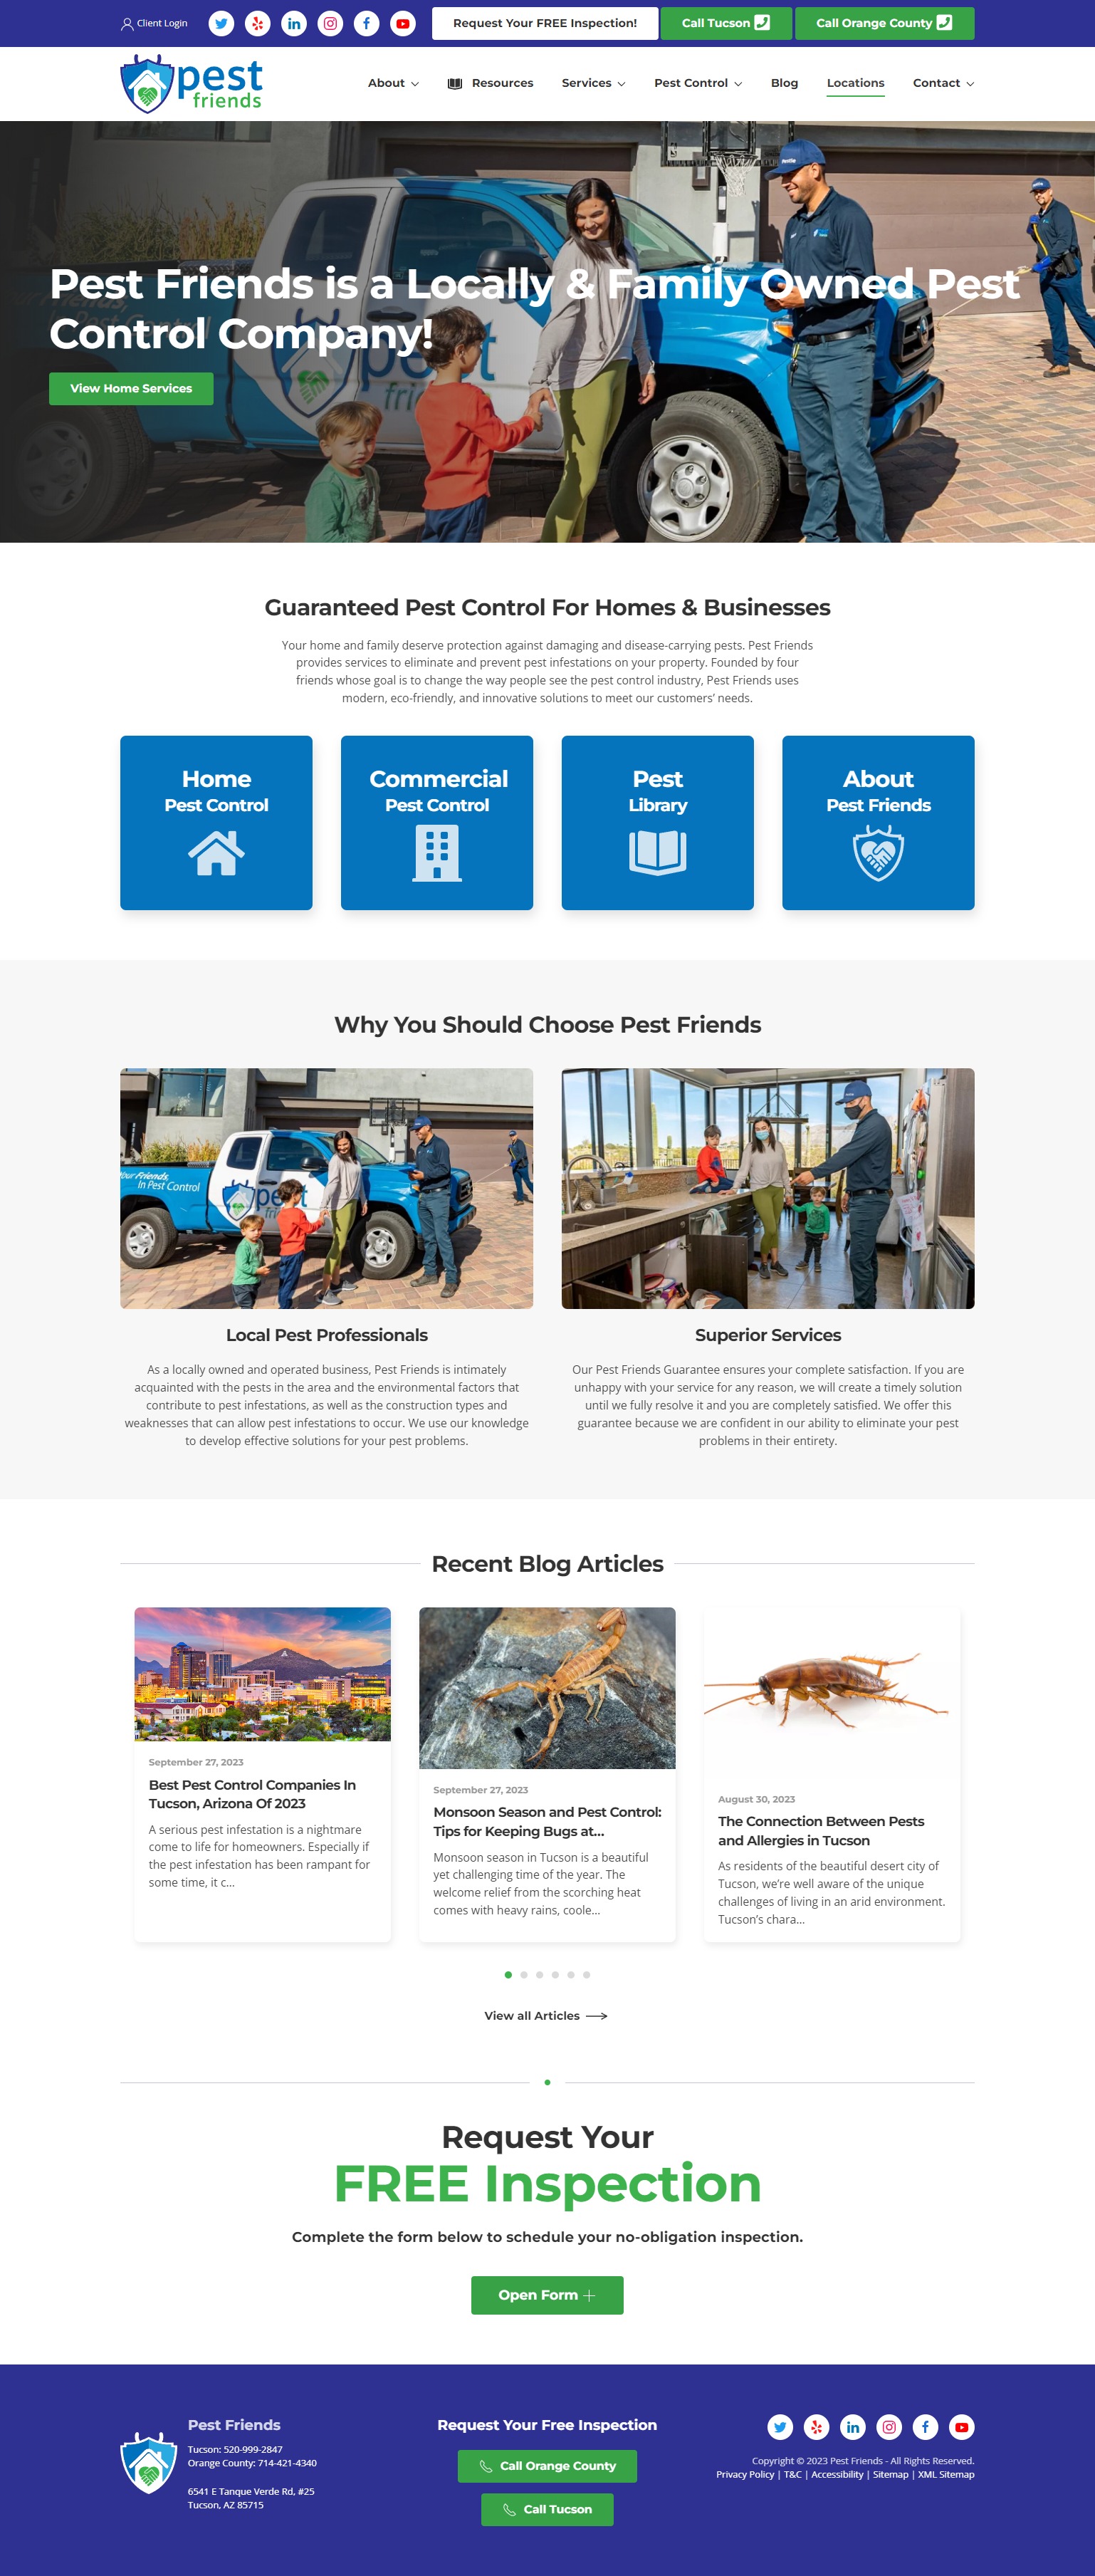 Client Login
Request Your FREE Inspection!
Call Tucson
Call Orange County
pest
friends
About
Resources
Services
Pest Control
Blog
Locations
Contact
Pest Friends is a Locally & Family Owned Pest
Control Company!
View Home Services
Guaranteed Pest Control For Homes & Businesses
Your home and family deserve protection against damaging and disease-carrying pests. Pest Friends
provides services to eliminate and prevent pest infestations on your property. Founded by four
friends whose goal is to change the way people see the pest control industry, Pest Friends uses
modern, eco-friendly, and innovative solutions to meet our customers' needs.
Home
Pest Control
Commercial
Pest Control
Pest
Library
About
Pest Friends
Why You Should Choose Pest Friends
Your Friends
In Pest Control
pest
Local Pest Professionals
As a locally owned and operated business, Pest Friends is intimately
acquainted with the pests in the area and the environmental factors that
contribute to pest infestations, as well as the construction types and
weaknesses that can allow pest infestations to occur. We use our knowledge
to develop effective solutions for your pest problems.
Superior Services
Our Pest Friends Guarantee ensures your complete satisfaction. If you are
unhappy with your service for any reason, we will create a timely solution
until we fully resolve it and you are completely satisfied. We offer this
guarantee because we are confident in our ability to eliminate your pest
problems in their entirety.
Recent Blog Articles
September 27, 2023
Best Pest Control Companies In
Tucson, Arizona Of 2023
A serious pest infestation is a nightmare
come to life for homeowners. Especially if
the pest infestation has been rampant for
some time, it c...
September 27, 2023
Monsoon Season and Pest Control:
Tips for Keeping Bugs at...
Monsoon season in Tucson is a beautiful
yet challenging time of the year. The
welcome relief from the scorching heat
comes with heavy rains, coole...
August 30, 2023
The Connection Between Pests
and Allergies in Tucson
As residents of the beautiful desert city of
Tucson, we're well aware of the unique
challenges of living in an arid environment.
Tucson's chara...
View all Articles
Request Your
FREE Inspection
Complete the form below to schedule your no-obligation inspection.
Open Form
Pest Friends
Tucson: 520-999-2847
Orange County: 714-421-4340
6541 E Tanque Verde Rd, #25
Tucson, AZ 85715
Request Your Free Inspection
Call Orange County
Call Tucson
Copyright © 2023 Pest Friends - All Rights Reserved.
Privacy Policy | T&C | Accessibility | Sitemap | XML Sitemap